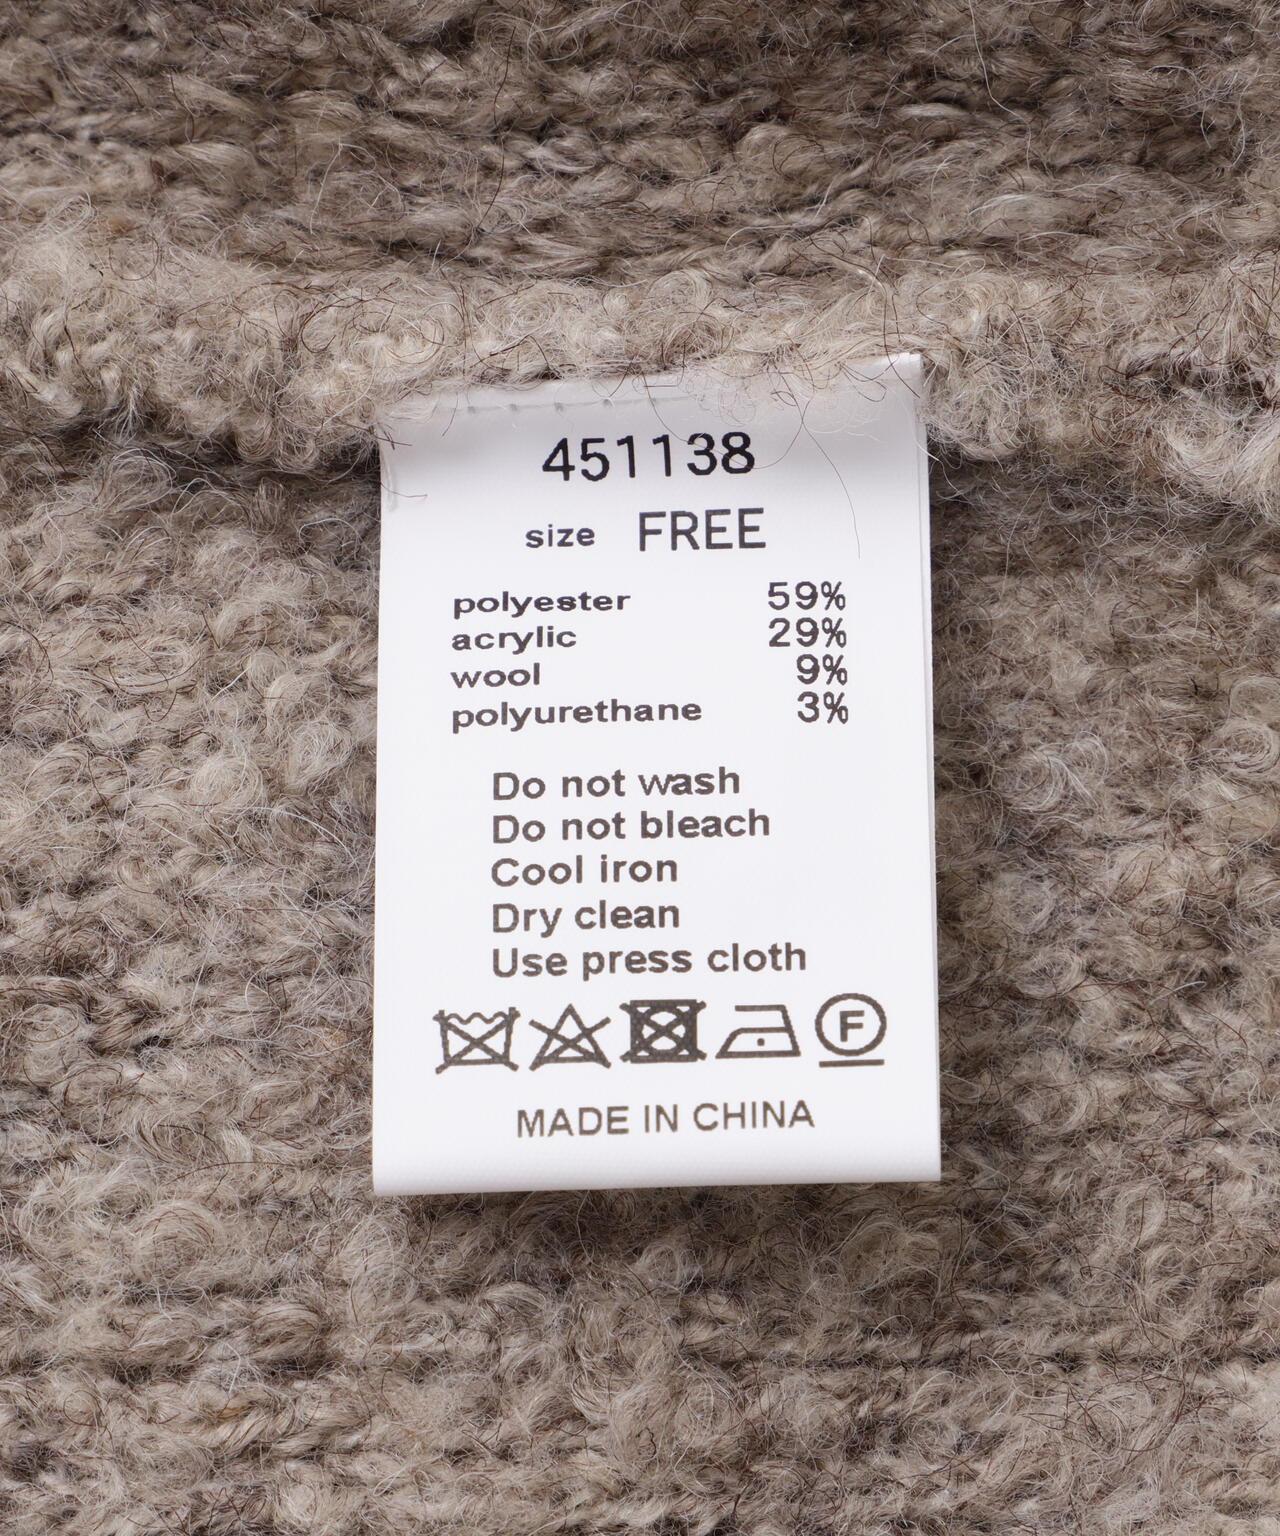 451138
size FREE
polyester 59%
acrylic 29%
wool 9%
polyurethane 3%
Do not wash
Do not bleach
Cool iron
Dry clean
Use press cloth
F
MADE IN CHINA